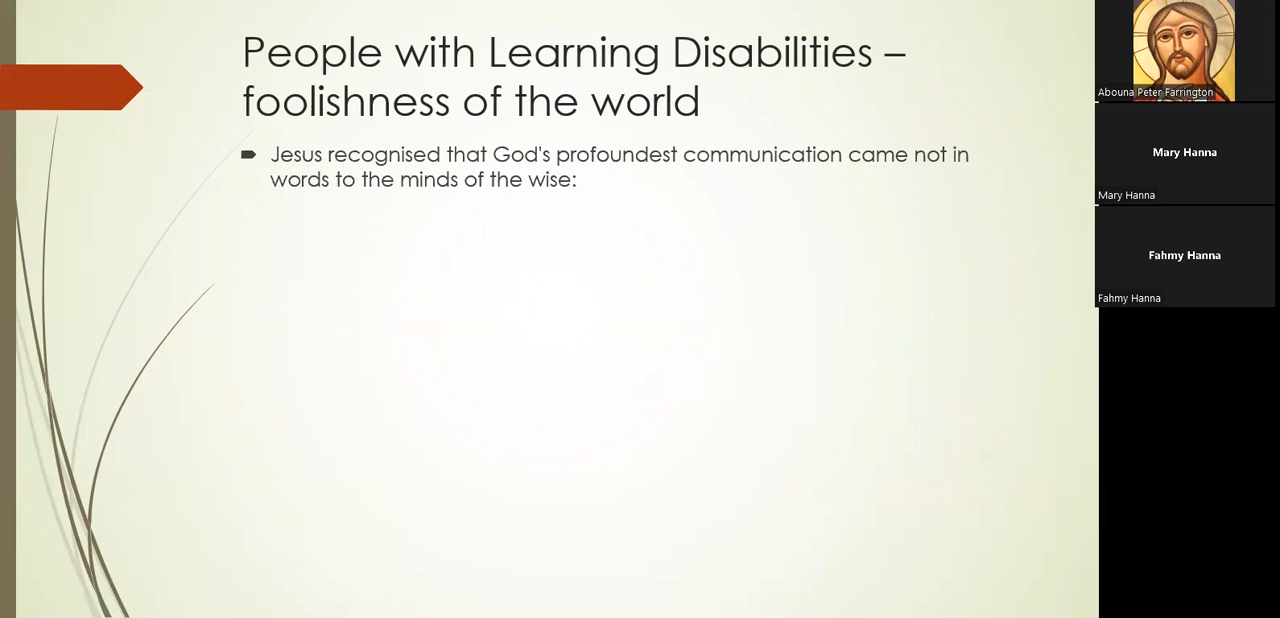 People with Learning Disabilities –
foolishness of the world
Jesus recognised that God's profoundest communication came not in
words to the minds of the wise:
Abouna Peter Farrington
Mary Hanna
Mary Hanna
Fahmy Hanna
Fahmy Hanna